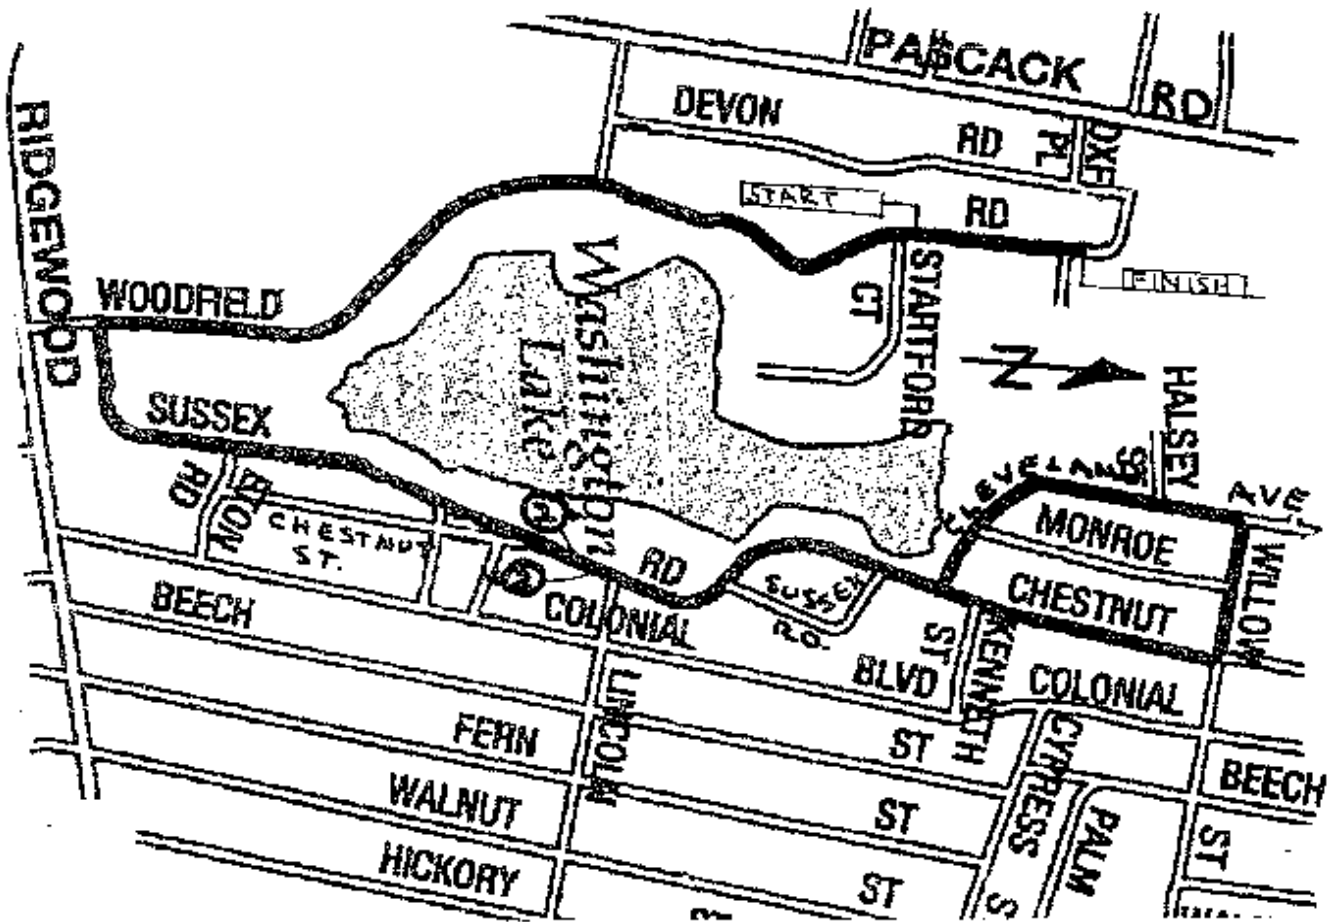 PASCACK RD
RIDGEWOOD
DEVON RD
PL
START
RD
FINISH
WOODFIELD
CT
STARTFORD
Washington
Lake
N
HALSEY
SUSSEX RD
CLEVELAND AVE
MONROE
WILLOW
CHESTNUT
RD
CHESTNUT
ST.
2
SUSSEX
RD.
BEECH
COLONIAL BLVD
ST
KENNETH
COLONIAL
LINCOLN
FERN ST
CYPRESS
BEECH
WALNUT ST
PALM
ST
HICKORY ST